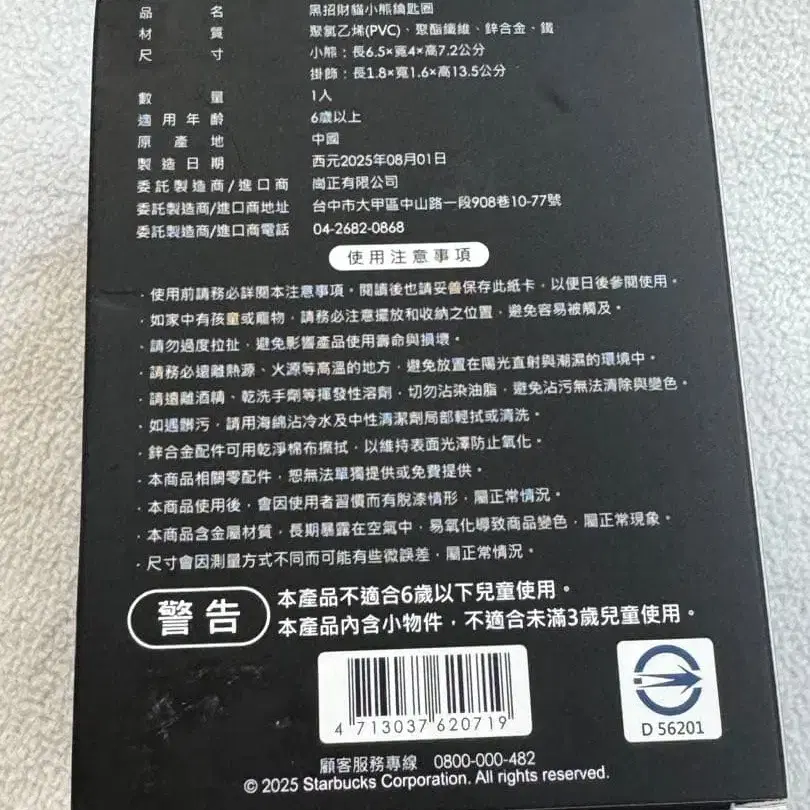 品名 黑招財貓小熊鑰匙圈
材質 聚氯乙烯(PVC)、聚酯纖維、鋅合金、鐵
尺寸 小熊：長6.5×寬4×高7.2公分
掛飾：長1.8×寬1.6×高13.5公分
數量 1入
適用年齡 6歲以上
原產地 中國
製造日期 西元2025年08月01日
委託製造商/進口商 崗正有限公司
委託製造商/進口商地址 台中市大甲區中山路一段908巷10-77號
委託製造商/進口商電話 04-2682-0868
使用注意事項
·使用前請務必詳閱本注意事項。閱讀後也請妥善保存此紙卡，以便日後參閱使用。
·如家中有孩童或寵物，請務必注意擺放和收納之位置，避免容易被觸及。
·請勿過度拉扯，避免影響產品使用壽命與損壞。
·請務必遠離熱源、火源等高溫的地方，避免放置在陽光直射與潮濕的環境中。
·請遠離酒精、乾洗手劑等揮發性溶劑，切勿沾染油脂，避免沾污無法清除與變色。
·如遇髒污，請用海綿沾冷水及中性清潔劑局部輕拭或清洗。
·鋅合金配件可用乾淨棉布擦拭，以維持表面光澤防止氧化。
·本商品相關零配件，恕無法單獨提供或免費提供。
·本商品使用後，會因使用者習慣而有脫漆情形，屬正常情況。
·本商品含金屬材質，長期暴露在空氣中，易氧化導致商品變色，屬正常現象。
·尺寸會因測量方式不同而可能有些微誤差，屬正常情況。
警告
本產品不適合6歲以下兒童使用。
本產品內含小物件，不適合未滿3歲兒童使用。
4 713037 620719
D 56201
顧客服務專線 0800-000-482
© 2025 Starbucks Corporation. All rights reserved.